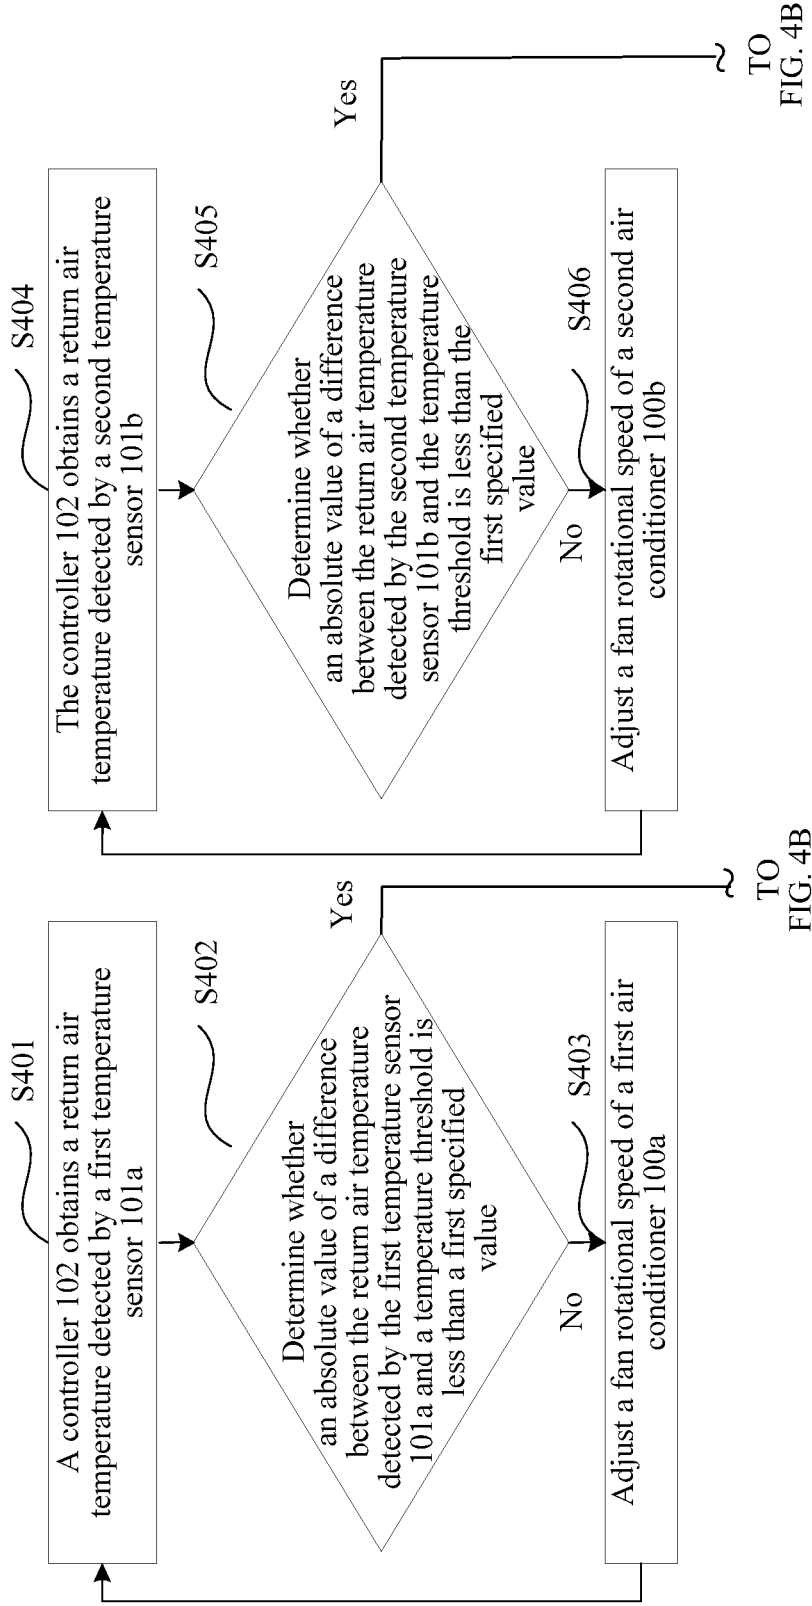 S401
A controller 102 obtains a return air
temperature detected by a first temperature
sensor 101a
S402
Determine whether
an absolute value of a difference
between the return air temperature
detected by the first temperature sensor
101a and a temperature threshold is
less than a first specified
value
Yes
No
S403
Adjust a fan rotational speed of a first air
conditioner 100a
TO
FIG. 4B
S404
The controller 102 obtains a return air
temperature detected by a second temperature
sensor 101b
S405
Determine whether
an absolute value of a difference
between the return air temperature
detected by the second temperature
sensor 101b and the temperature
threshold is less than the
first specified
value
Yes
No
S406
Adjust a fan rotational speed of a second air
conditioner 100b
TO
FIG. 4B